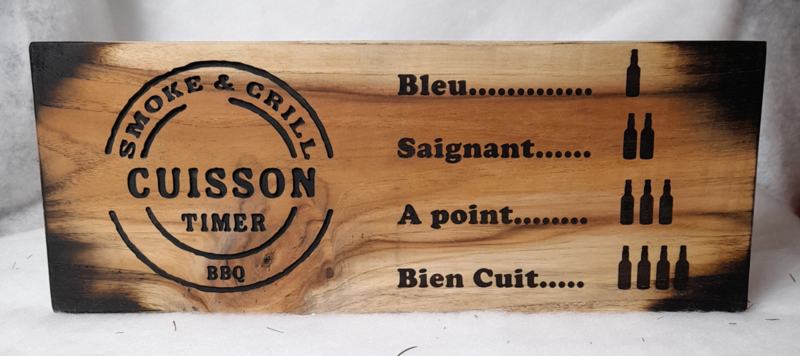 SMOKE & GRILL
CUISSON
TIMER
BBQ
Bleu.............
Saignant......
A point.........
Bien Cuit.....